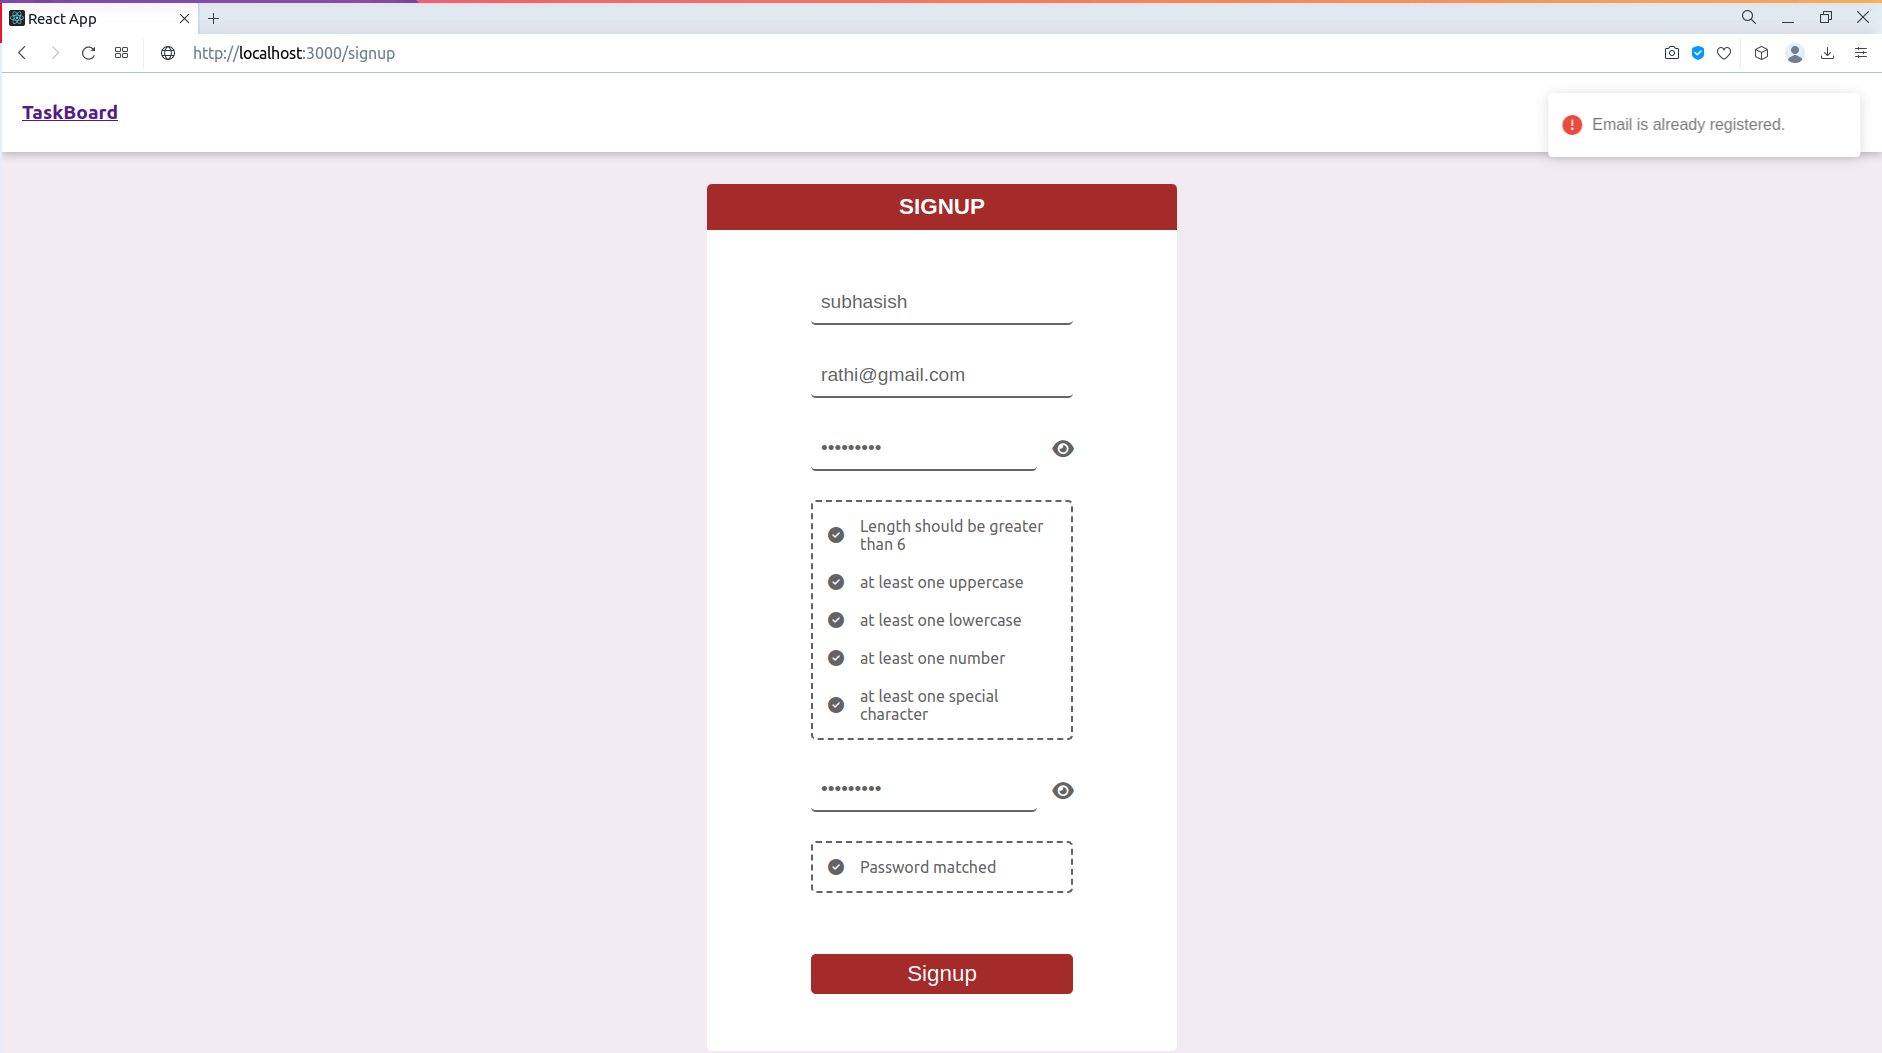 React App
http://localhost:3000/signup
TaskBoard
Email is already registered.
SIGNUP
subhasish
rathi@gmail.com
•••••••••
Length should be greater
than 6
at least one uppercase
at least one lowercase
at least one number
at least one special
character
•••••••••
Password matched
Signup